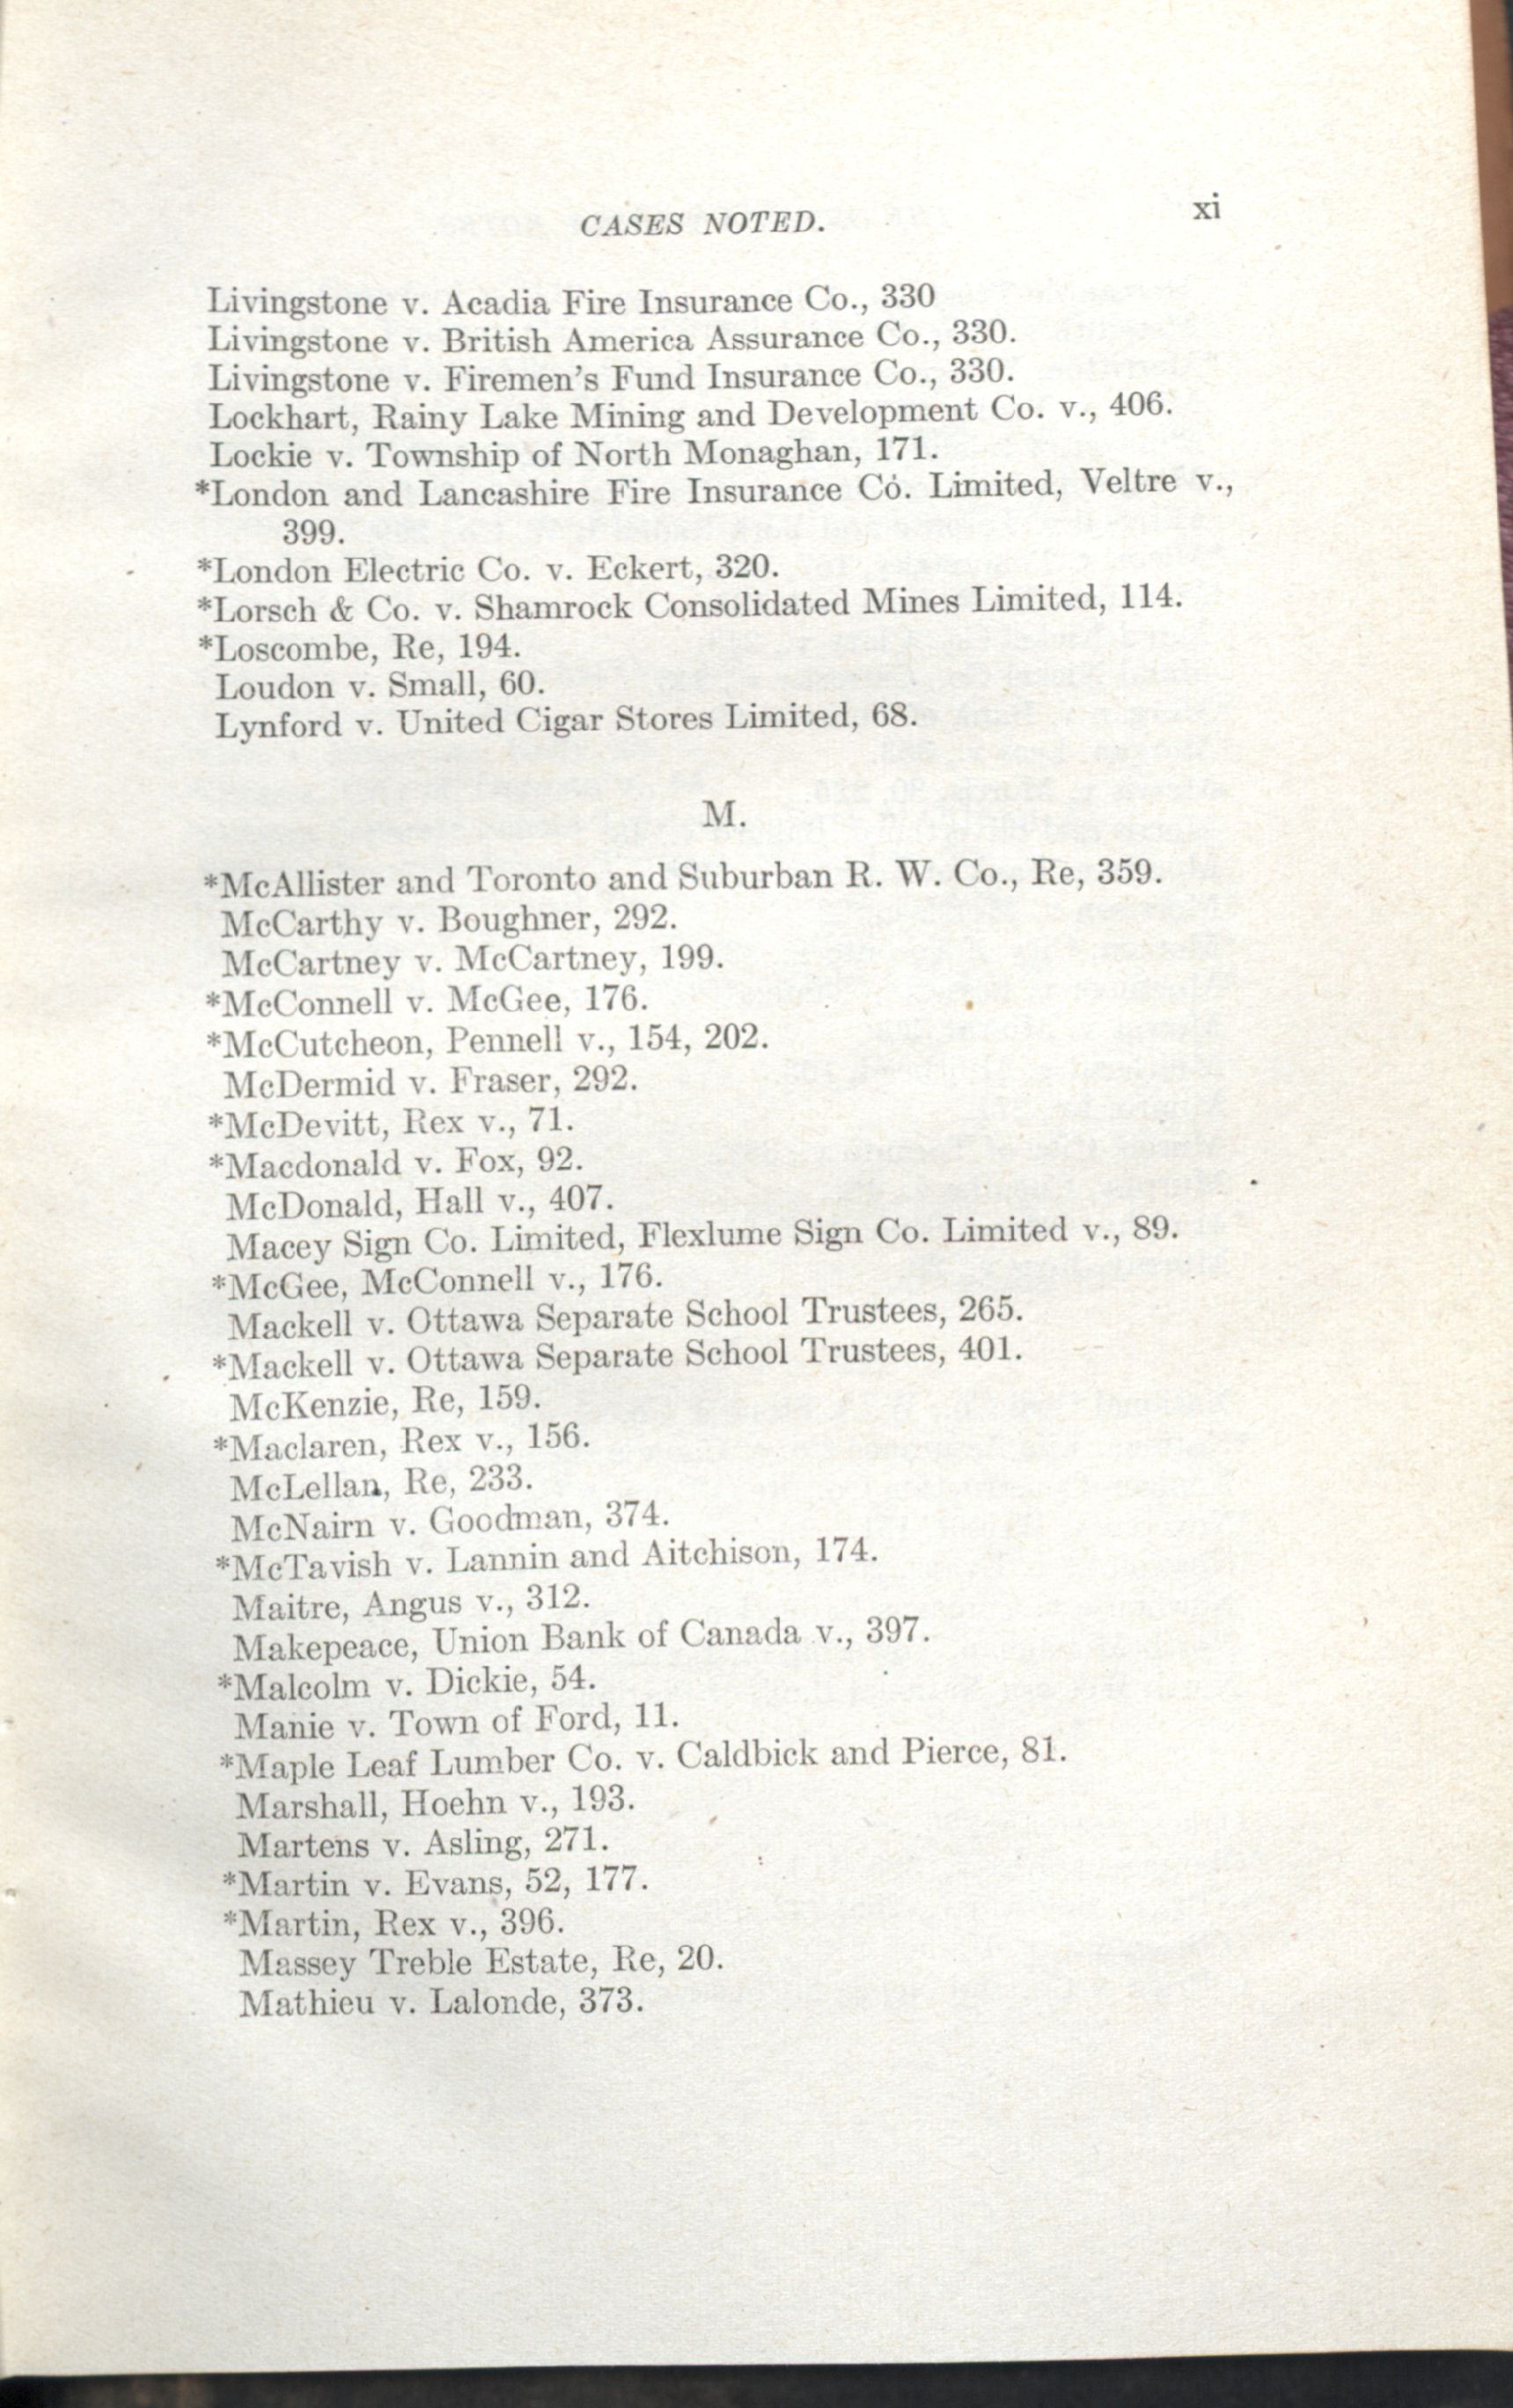 CASES NOTED.
xi
Livingstone v. Acadia Fire Insurance Co., 330
Livingstone v. British America Assurance Co., 330.
Livingstone v. Firemen's Fund Insurance Co., 330.
Lockhart, Rainy Lake Mining and Development Co. v., 406.
Lockie v. Township of North Monaghan, 171.
*London and Lancashire Fire Insurance Co. Limited, Veltre v.,
399.
*London Electric Co. v. Eckert, 320.
*Lorsch & Co. v. Shamrock Consolidated Mines Limited, 114.
*Loscombe, Re, 194.
Loudon v. Small, 60.
Lynford v. United Cigar Stores Limited, 68.
M.
*McAllister and Toronto and Suburban R. W. Co., Re, 359.
McCarthy v. Boughner, 292.
McCartney v. McCartney, 199.
*McConnell v. McGee, 176.
*McCutcheon, Pennell v., 154, 202.
McDermid v. Fraser, 292.
*McDevitt, Rex v., 71.
*Macdonald v. Fox, 92.
McDonald, Hall v., 407.
Macey Sign Co. Limited, Flexlume Sign Co. Limited v., 89.
*McGee, McConnell v., 176.
Mackell v. Ottawa Separate School Trustees, 265.
*Mackell v. Ottawa Separate School Trustees, 401.
McKenzie, Re, 159.
*Maclaren, Rex v., 156.
McLellan, Re, 233.
McNairn v. Goodman, 374.
*McTavish v. Lannin and Aitchison, 174.
Maitre, Angus v., 312.
Makepeace, Union Bank of Canada v., 397.
*Malcolm v. Dickie, 54.
Manie v. Town of Ford, 11.
*Maple Leaf Lumber Co. v. Caldbick and Pierce, 81.
Marshall, Hoehn v., 193.
Martens v. Asling, 271.
*Martin v. Evans, 52, 177.
*Martin, Rex v., 396.
Massey Treble Estate, Re, 20.
Mathieu v. Lalonde, 373.